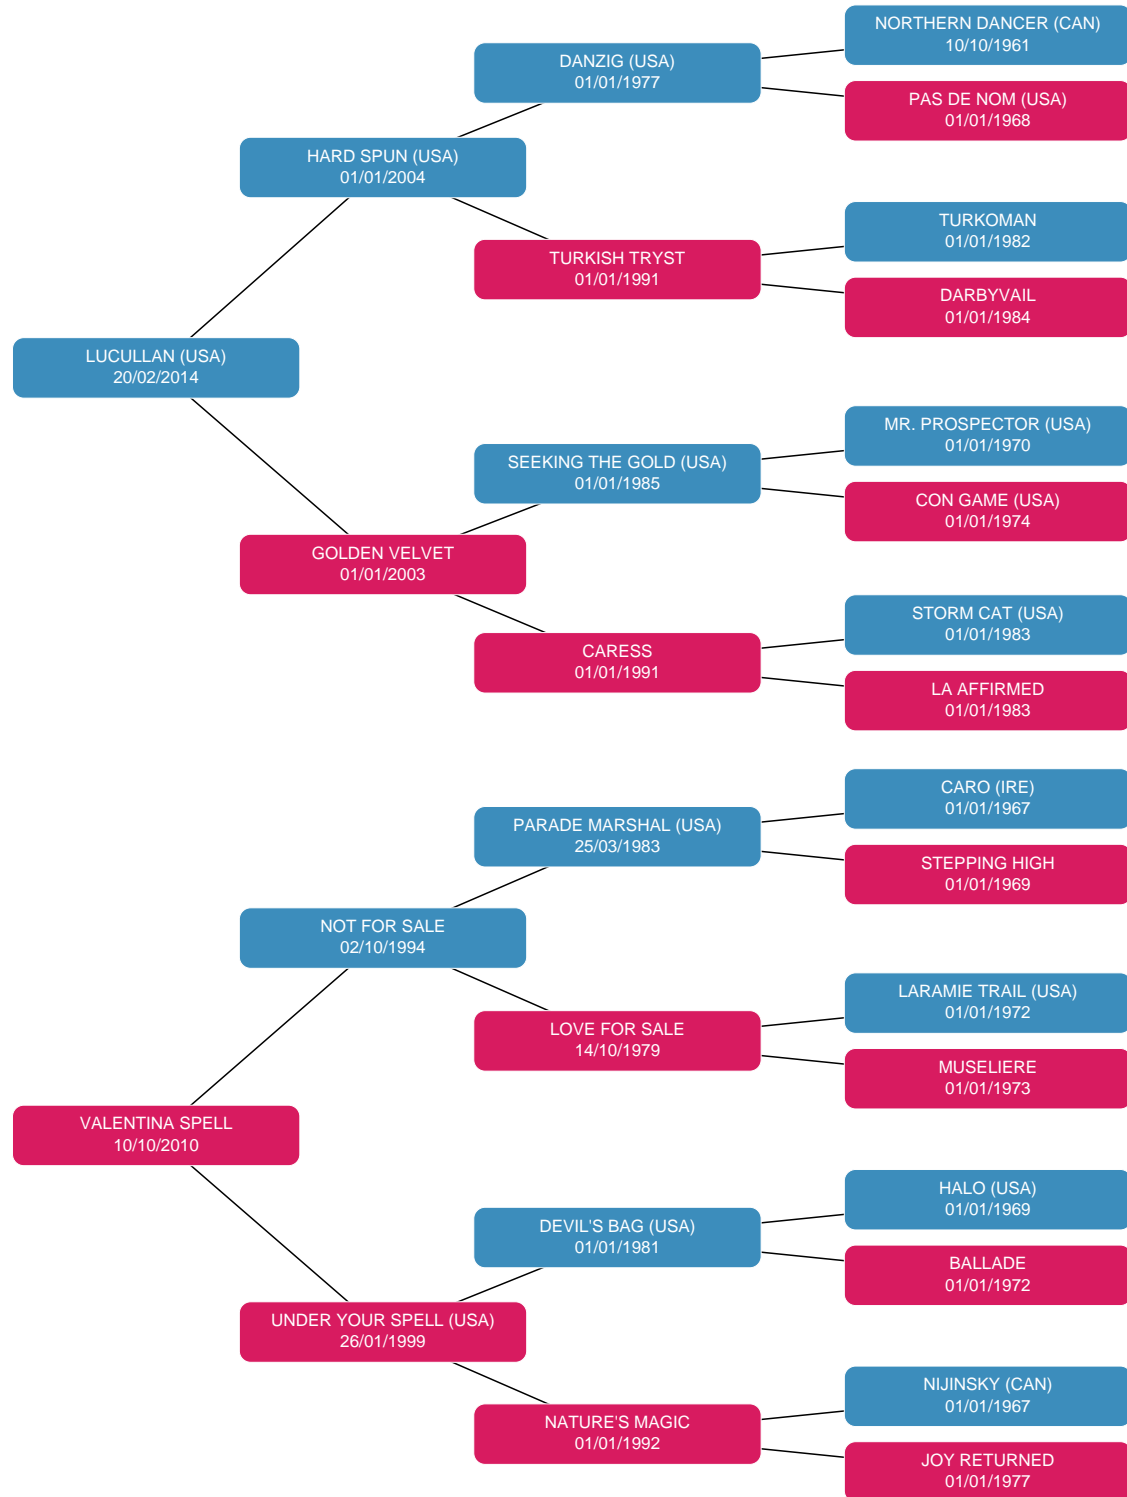 NORTHERN DANCER (CAN)
10/10/1961
DANZIG (USA)
01/01/1977
PAS DE NOM (USA)
01/01/1968
HARD SPUN (USA)
01/01/2004
TURKOMAN
01/01/1982
TURKISH TRYST
01/01/1991
DARBYVAIL
01/01/1984
LUCULLAN (USA)
20/02/2014
MR. PROSPECTOR (USA)
01/01/1970
SEEKING THE GOLD (USA)
01/01/1985
CON GAME (USA)
01/01/1974
GOLDEN VELVET
01/01/2003
STORM CAT (USA)
01/01/1983
CARESS
01/01/1991
LA AFFIRMED
01/01/1983
CARO (IRE)
01/01/1967
PARADE MARSHAL (USA)
25/03/1983
STEPPING HIGH
01/01/1969
NOT FOR SALE
02/10/1994
LARAMIE TRAIL (USA)
01/01/1972
LOVE FOR SALE
14/10/1979
MUSELIERE
01/01/1973
VALENTINA SPELL
10/10/2010
HALO (USA)
01/01/1969
DEVIL'S BAG (USA)
01/01/1981
BALLADE
01/01/1972
UNDER YOUR SPELL (USA)
26/01/1999
NIJINSKY (CAN)
01/01/1967
NATURE'S MAGIC
01/01/1992
JOY RETURNED
01/01/1977